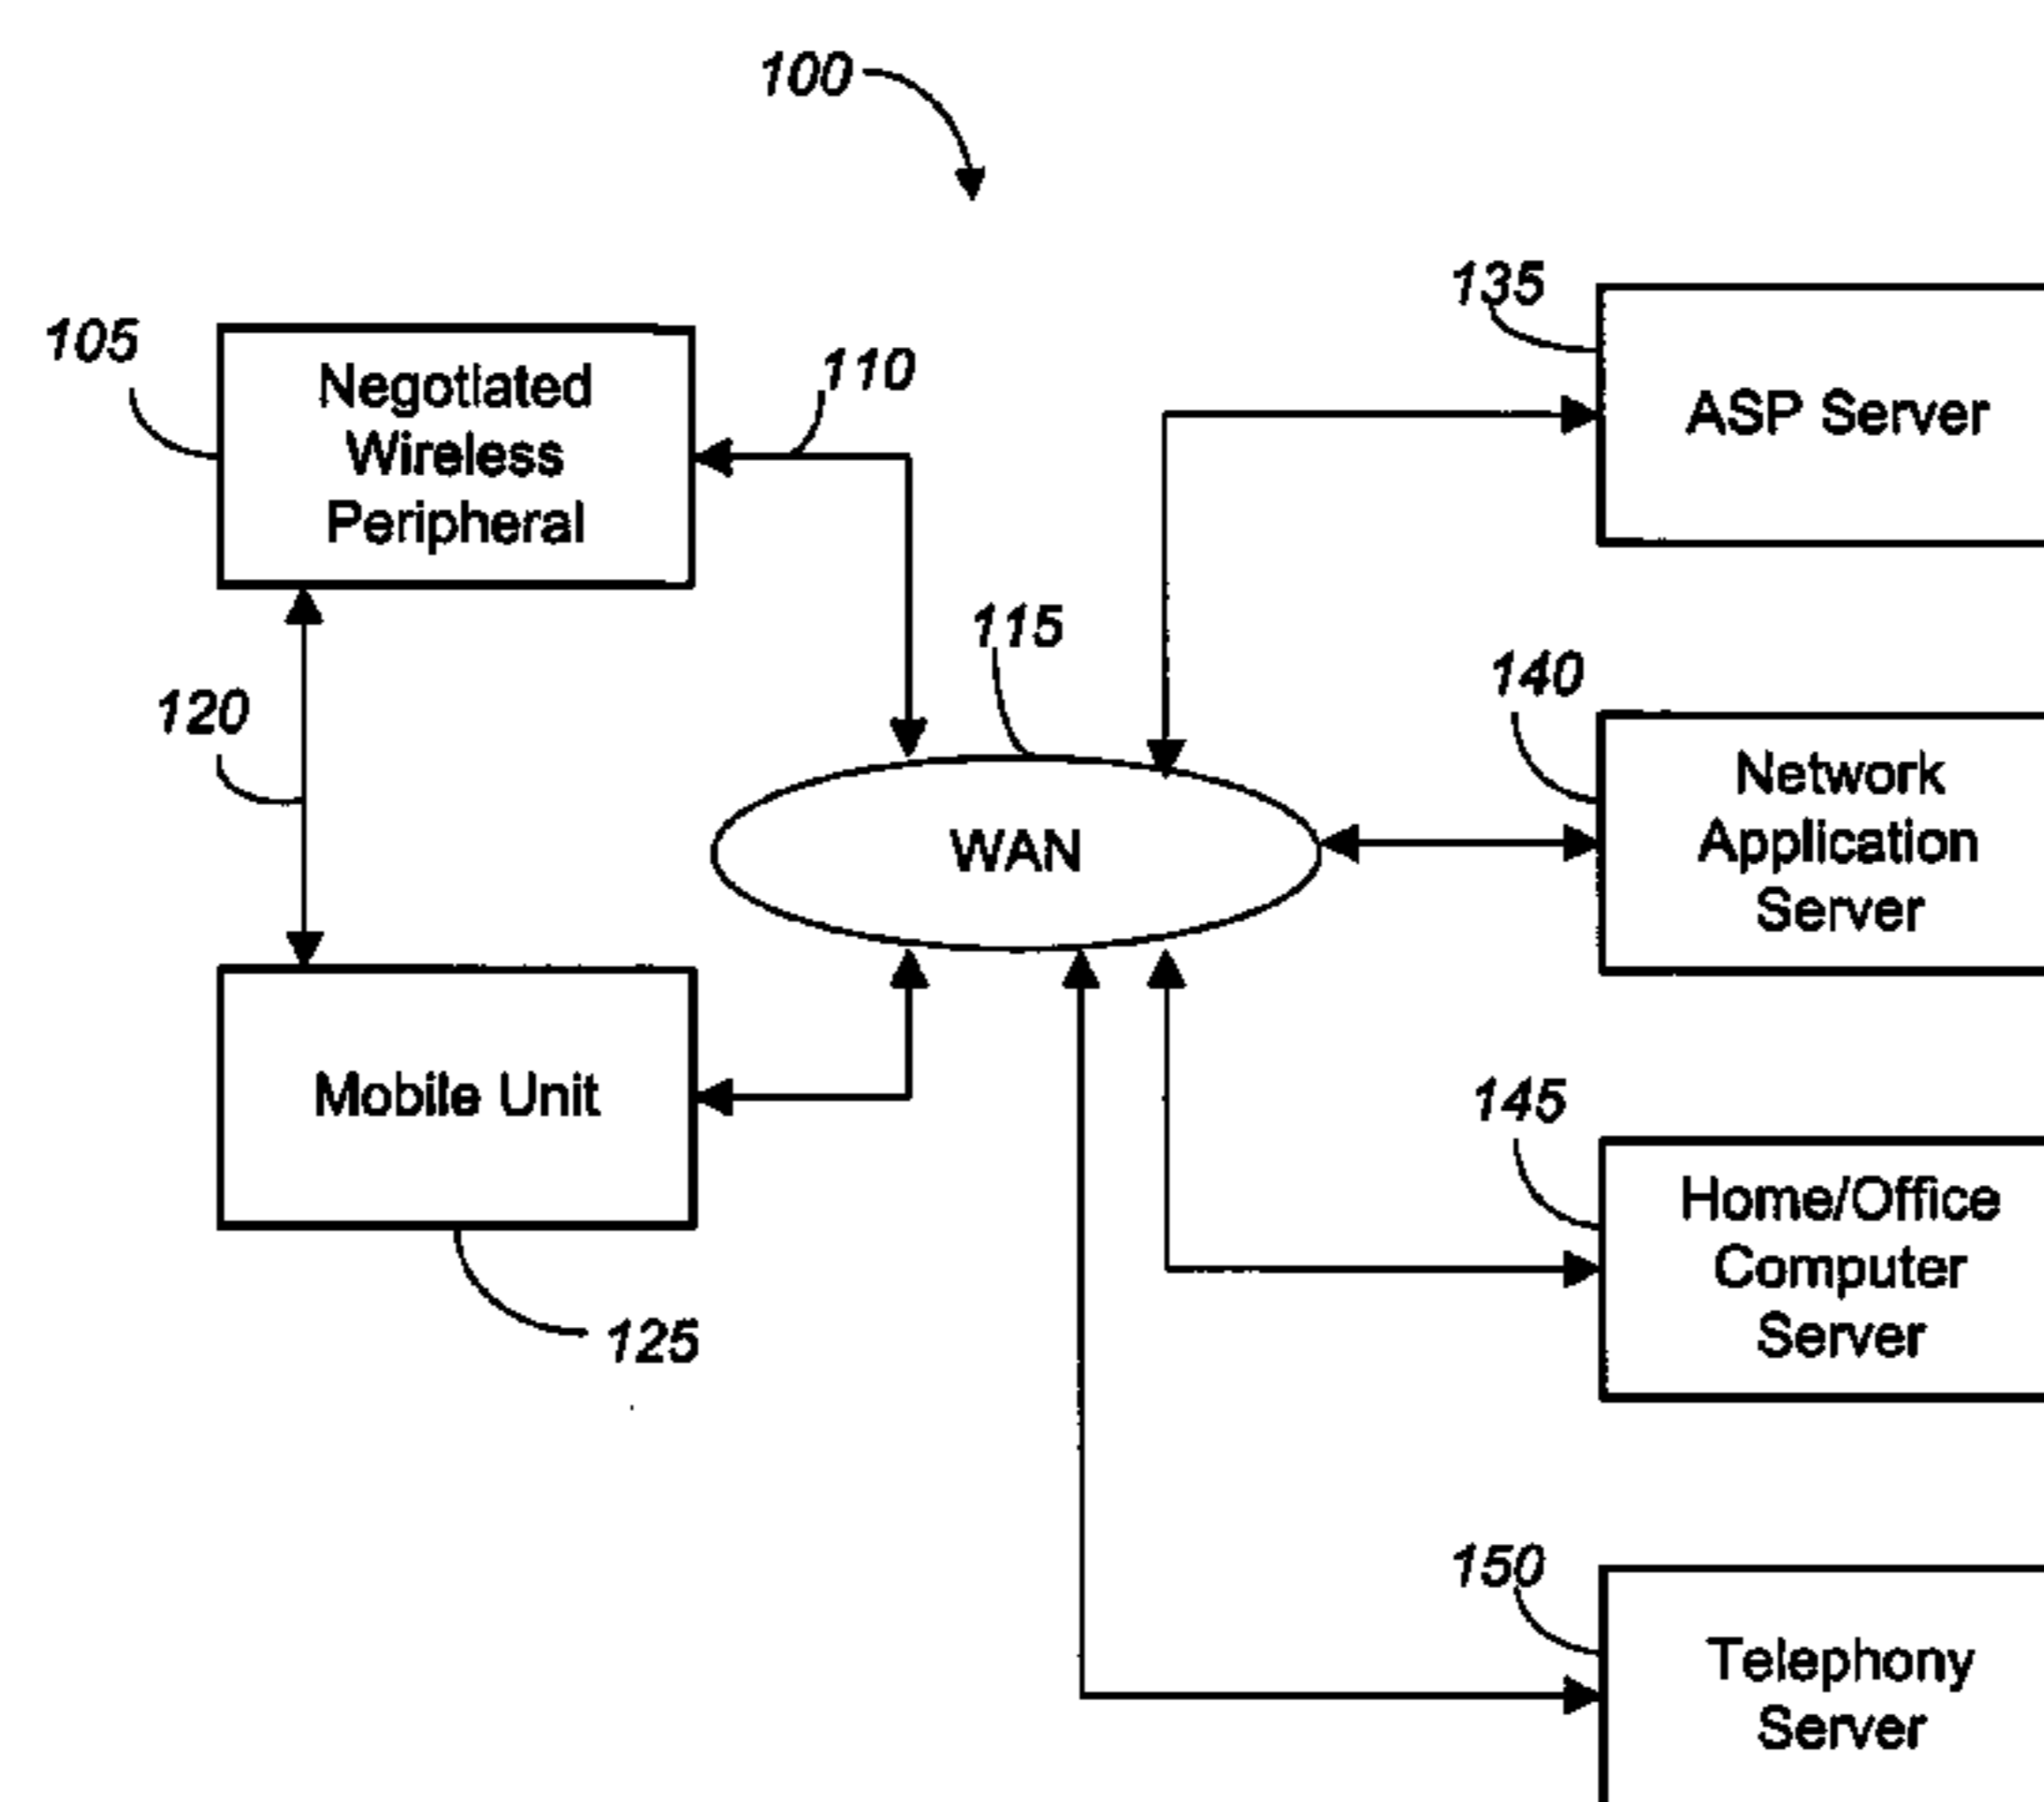 100
135
105
Negotiated
Wireless
Peripheral
110
ASP Server
115
140
120
Network
Application
Server
WAN
Mobile Unit
145
Home/Office
Computer
Server
125
150
Telephony
Server